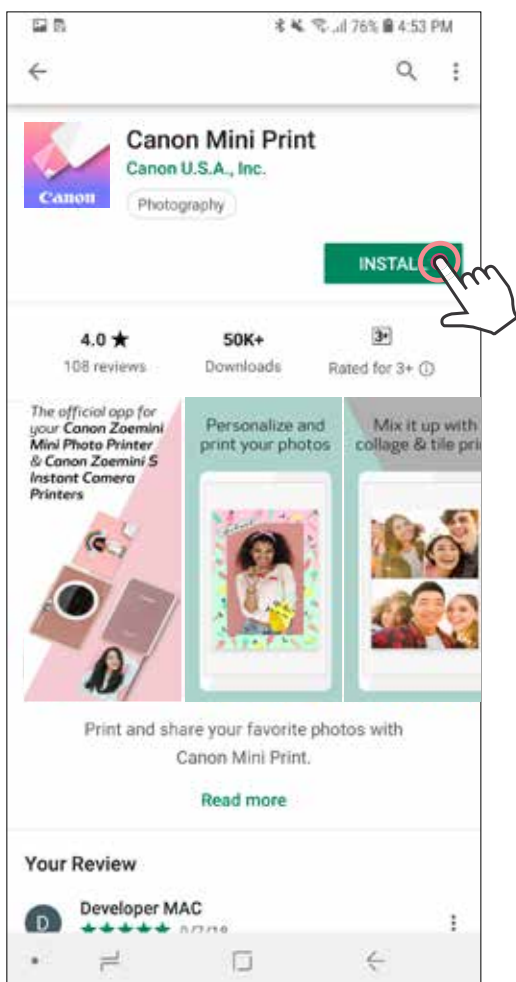 76% 4:53 PM
Canon Mini Print
Canon U.S.A., Inc.
Canon
Photography
INSTALL
4.0 ★ 50K+ 3+
108 reviews Downloads Rated for 3+
The official app for
your Canon Zoemini
Mini Photo Printer
& Canon Zoemini S
Instant Camera
Printers
Personalize and
print your photos
Mix it up with
collage & tile pri
Print and share your favorite photos with
Canon Mini Print.
Read more
Your Review
D
Developer MAC